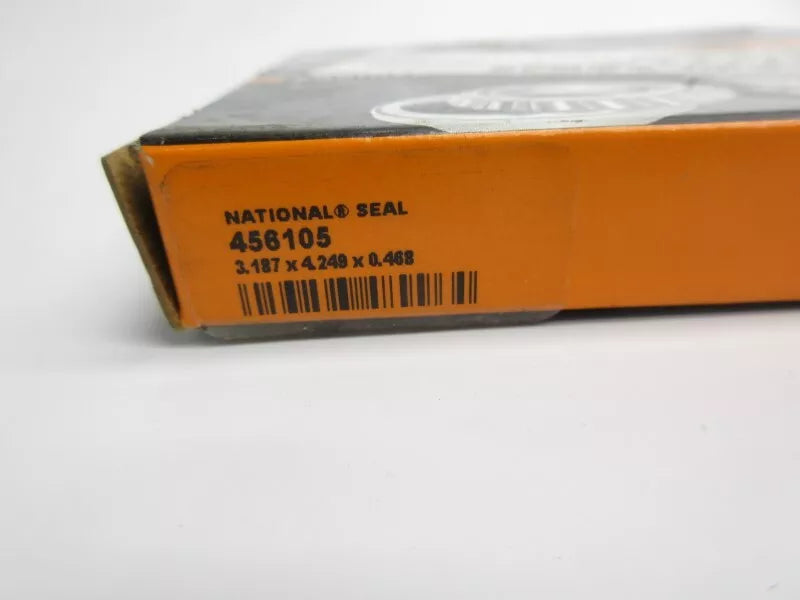 NATIONAL® SEAL
456105
3.187 x 4.249 x 0.468